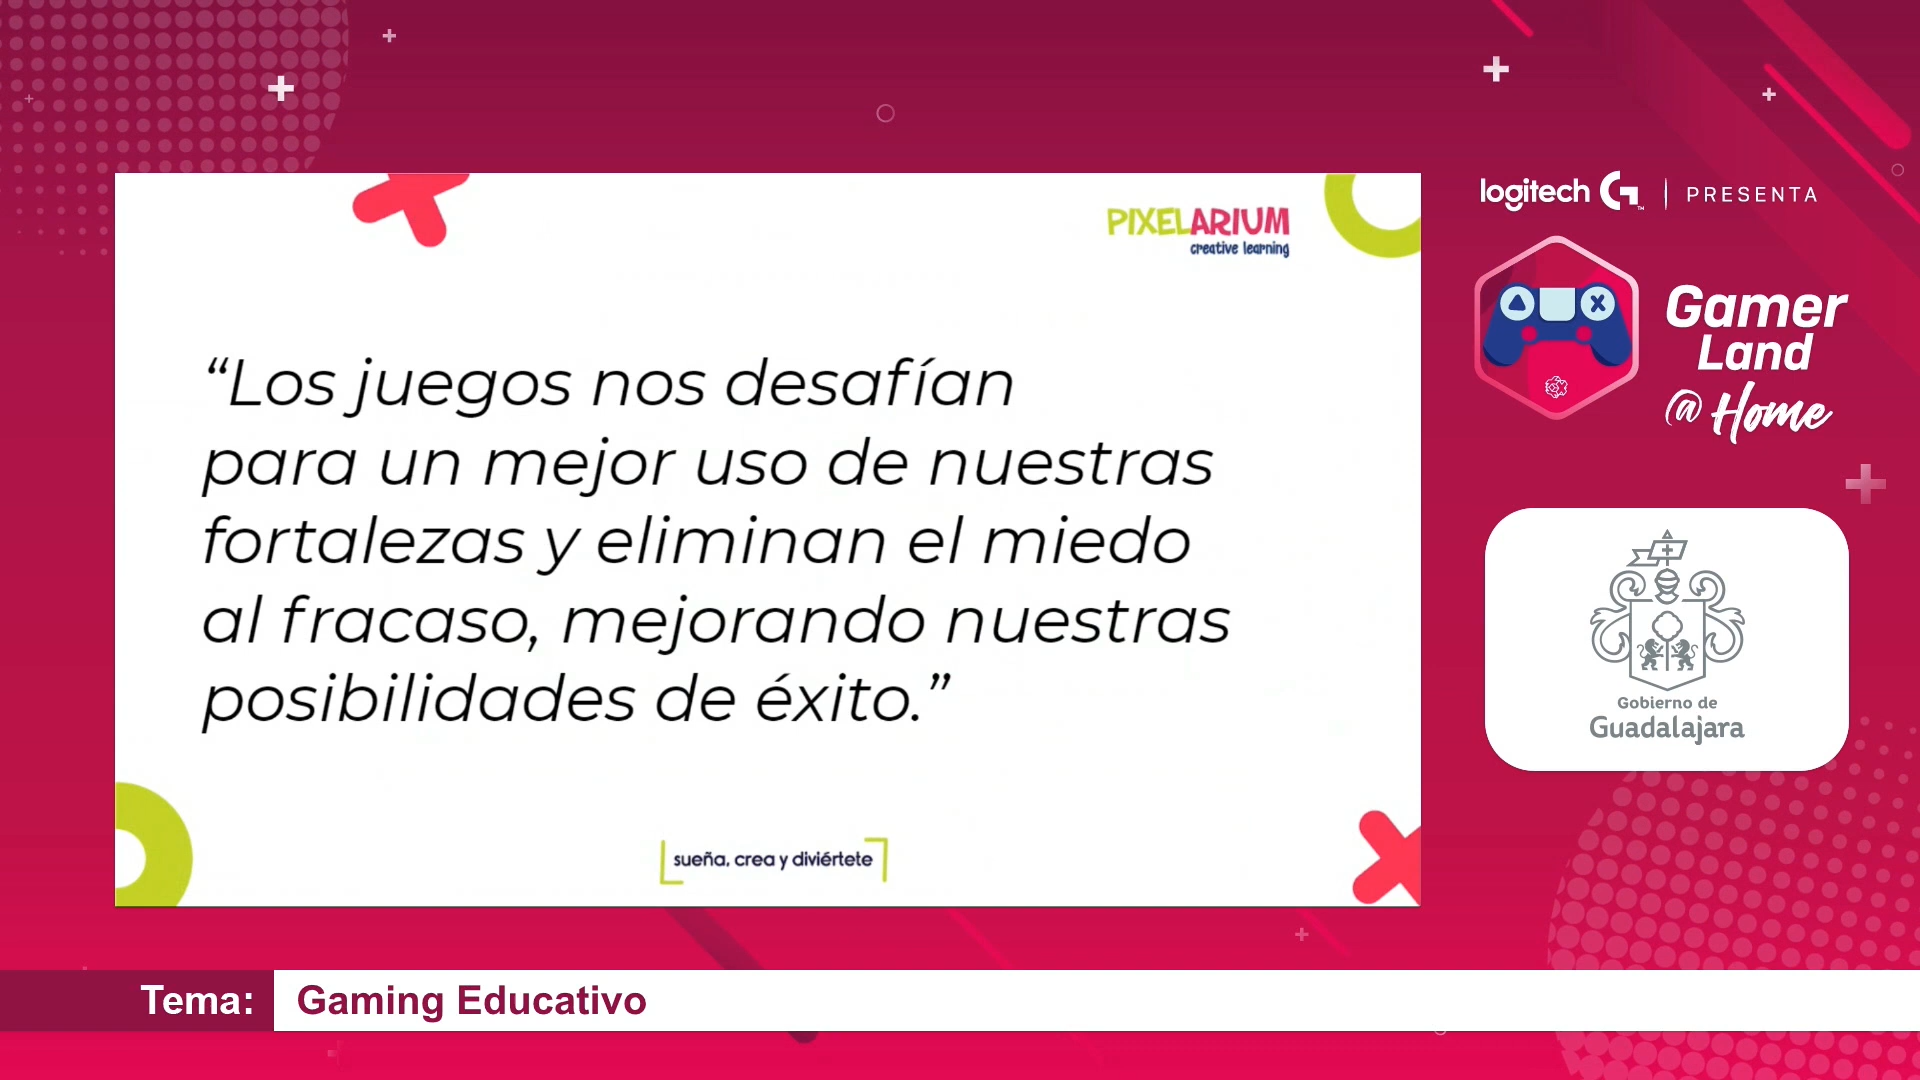 PIXELARIUM
creative learning
“Los juegos nos desafían
para un mejor uso de nuestras
fortalezas y eliminan el miedo
al fracaso, mejorando nuestras
posibilidades de éxito.”
sueña, crea y diviértete
logitech G™ | PRESENTA
Gamer
Land
@ Home
Gobierno de
Guadalajara
Tema: Gaming Educativo